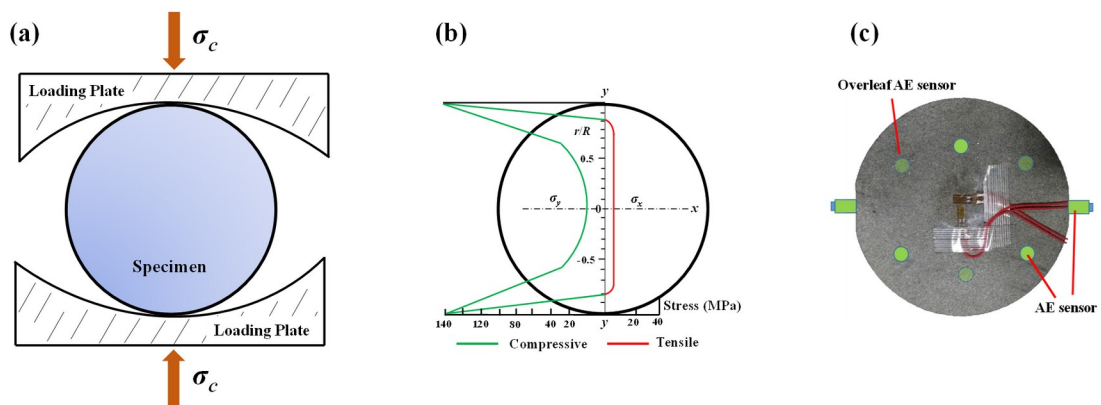 (a)
σc
Loading Plate
Specimen
Loading Plate
σc
(b)
y
r/R
0.5
σy
0
σx
x
-0.5
Stress (MPa)
140 120 80 60 40 20 y 20 40
Compressive Tensile
(c)
Overleaf AE sensor
AE sensor